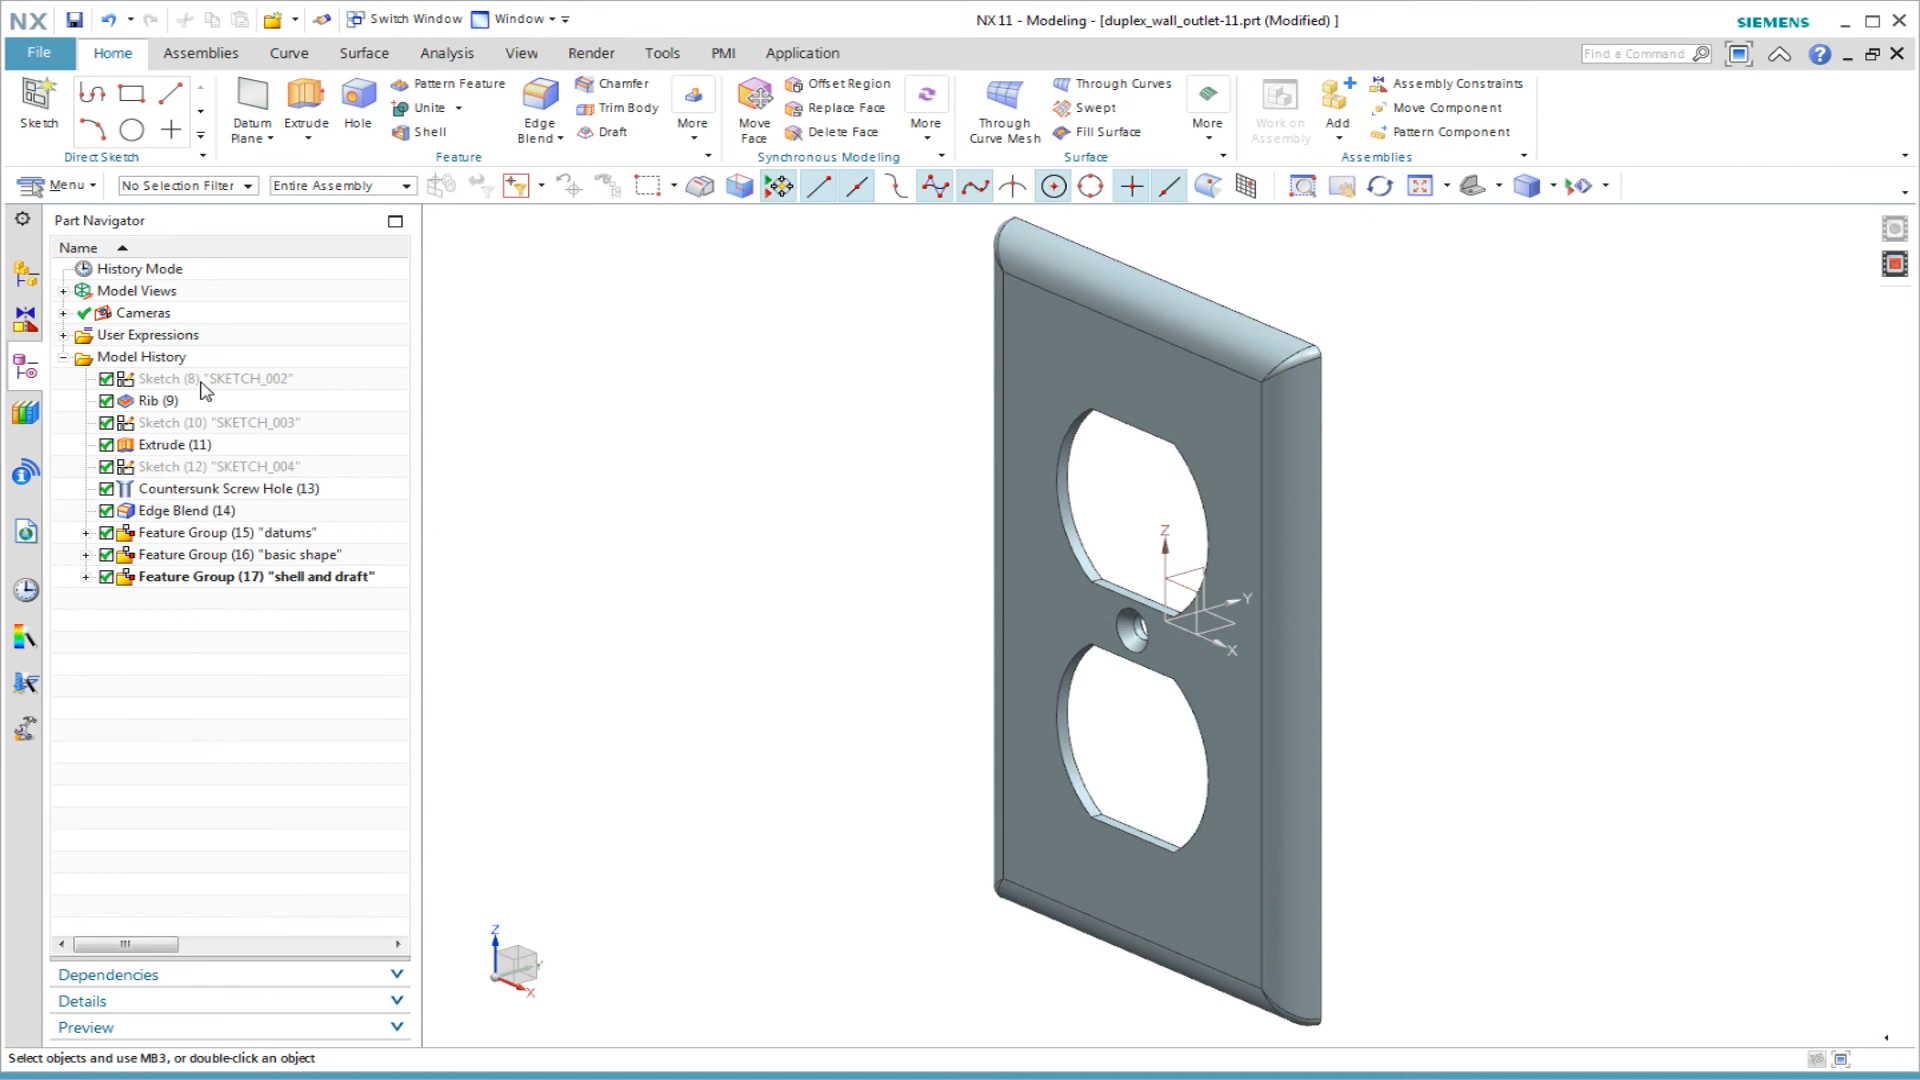 NX
Switch Window
Window
NX 11 - Modeling - [duplex_wall_outlet-11.prt (Modified) ]
SIEMENS
File
Home
Assemblies
Curve
Surface
Analysis
View
Render
Tools
PMI
Application
Find a Command
Sketch
Direct Sketch
Datum
Plane
Extrude
Hole
Pattern Feature
Unite
Shell
Edge
Blend
Chamfer
Trim Body
Draft
More
Feature
Move
Face
Offset Region
Replace Face
Delete Face
More
Synchronous Modeling
Through
Curve Mesh
Through Curves
Swept
Fill Surface
More
Surface
Work on
Assembly
Add
Assembly Constraints
Move Component
Pattern Component
Assemblies
Menu
No Selection Filter
Entire Assembly
Part Navigator
Name
History Mode
Model Views
Cameras
User Expressions
Model History
Sketch (8) "SKETCH_002"
Rib (9)
Sketch (10) "SKETCH_003"
Extrude (11)
Sketch (12) "SKETCH_004"
Countersunk Screw Hole (13)
Edge Blend (14)
Feature Group (15) "datums"
Feature Group (16) "basic shape"
Feature Group (17) "shell and draft"
Dependencies
Details
Preview
Z
Y
X
Z
X
Select objects and use MB3, or double-click an object